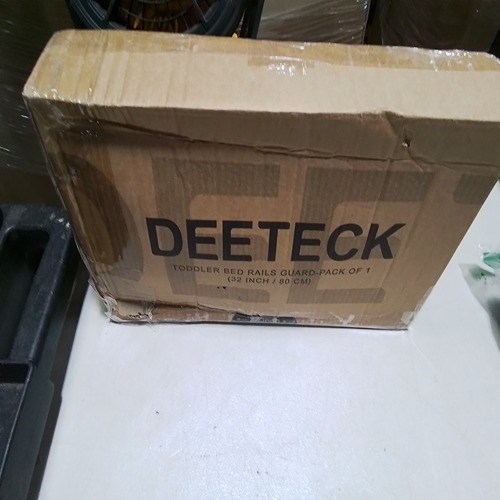 DEETECK
TODDLER BED RAILS GUARD-PACK OF 1
(32 INCH / 80 CM)